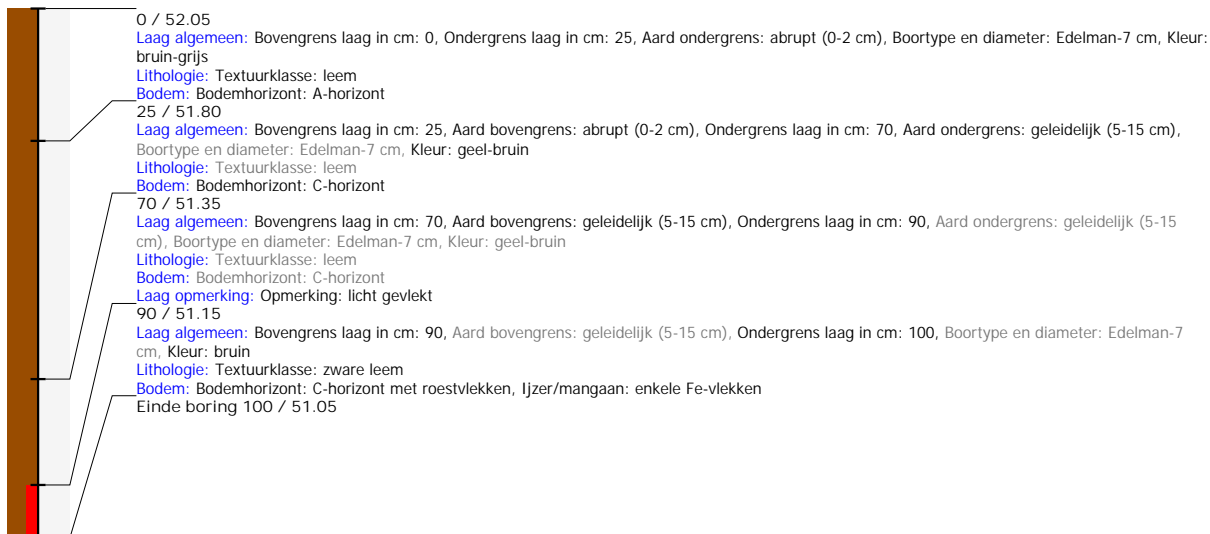 0 / 52.05
Laag algemeen: Bovengrens laag in cm: 0, Ondergrens laag in cm: 25, Aard ondergrens: abrupt (0-2 cm), Boortype en diameter: Edelman-7 cm, Kleur:
bruin-grijs
Lithologie: Textuurklasse: leem
Bodem: Bodemhorizont: A-horizont
25 / 51.80
Laag algemeen: Bovengrens laag in cm: 25, Aard bovengrens: abrupt (0-2 cm), Ondergrens laag in cm: 70, Aard ondergrens: geleidelijk (5-15 cm),
Boortype en diameter: Edelman-7 cm, Kleur: geel-bruin
Lithologie: Textuurklasse: leem
Bodem: Bodemhorizont: C-horizont
70 / 51.35
Laag algemeen: Bovengrens laag in cm: 70, Aard bovengrens: geleidelijk (5-15 cm), Ondergrens laag in cm: 90, Aard ondergrens: geleidelijk (5-15
cm), Boortype en diameter: Edelman-7 cm, Kleur: geel-bruin
Lithologie: Textuurklasse: leem
Bodem: Bodemhorizont: C-horizont
Laag opmerking: Opmerking: licht gevlekt
90 / 51.15
Laag algemeen: Bovengrens laag in cm: 90, Aard bovengrens: geleidelijk (5-15 cm), Ondergrens laag in cm: 100, Boortype en diameter: Edelman-7
cm, Kleur: bruin
Lithologie: Textuurklasse: zware leem
Bodem: Bodemhorizont: C-horizont met roestvlekken, Ijzer/mangaan: enkele Fe-vlekken
Einde boring 100 / 51.05